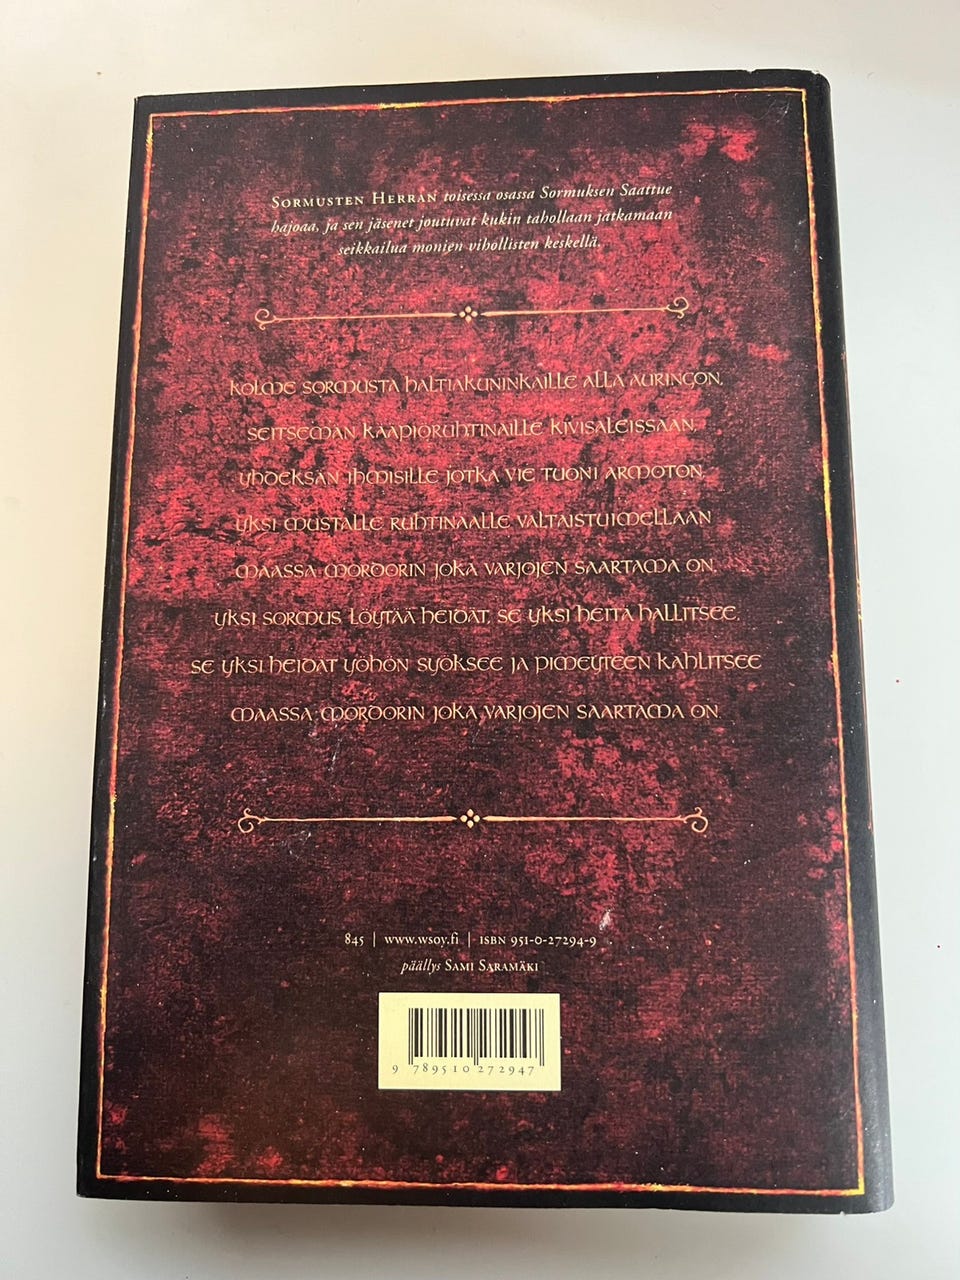 Sormusten Herran toisessa osassa Sormuksen Saattue
hajoaa, ja sen jäsenet joutuvat kukin tahollaan jatkamaan
seikkailua monien vihollisten keskellä.
KOLME SORMUSTA HALTIAKUNINKAILLE ALLA AURINGON,
SEITSEMÄN KÄÄPIÖRUHTINAILLE KIVISALEISSAAN,
YHDEKSÄN IHMISILLE JOTKA VIE TUONI ARMOTON,
YKSI MUSTALLE RUHTINAALLE VALTAISTUIMELLAAN
MAASSA MORDORIN JOKA VARJOJEN SAARTAMA ON.
YKSI SORMUS LÖYTÄÄ HEIDÄT, SE YKSI HEITÄ HALLITSEE,
SE YKSI HEIDÄT YÖHÖN SYÖKSEE JA PIMEYTEEN KAHLITSEE
MAASSA MORDORIN JOKA VARJOJEN SAARTAMA ON
845 | www.wsoy.fi | ISBN 951-0-27294-9
päällys Sami Saramäki
9 789510 272947